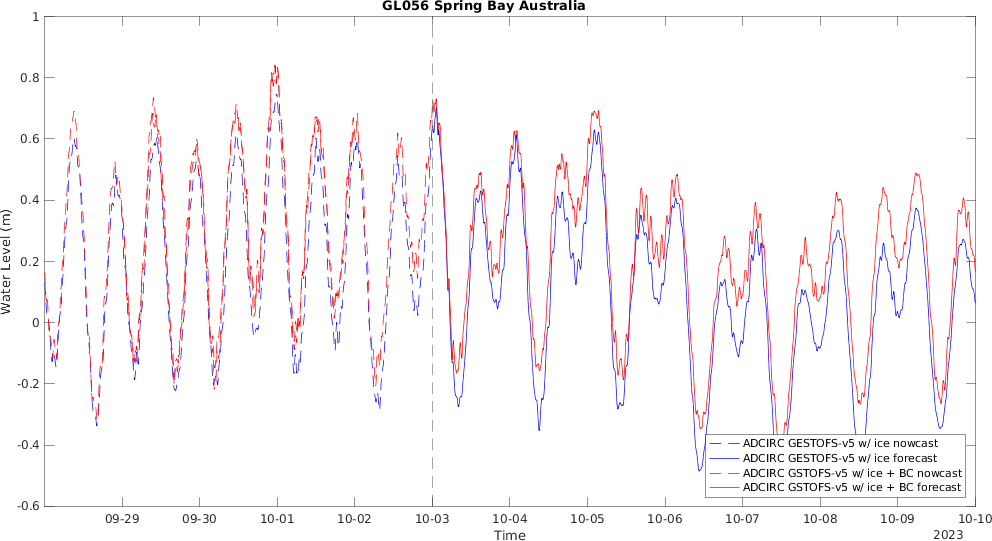 GL056 Spring Bay Australia
1
0.8
0.6
0.4
0.2
0
-0.2
-0.4
-0.6
Water Level (m)
ADCIRC GESTOFS-v5 w/ ice nowcast
ADCIRC GESTOFS-v5 w/ ice forecast
ADCIRC GSTOFS-v5 w/ ice + BC nowcast
ADCIRC GSTOFS-v5 w/ ice + BC forecast
09-29 09-30 10-01 10-02 10-03 10-04 10-05 10-06 10-07 10-08 10-09 10-10
Time
2023